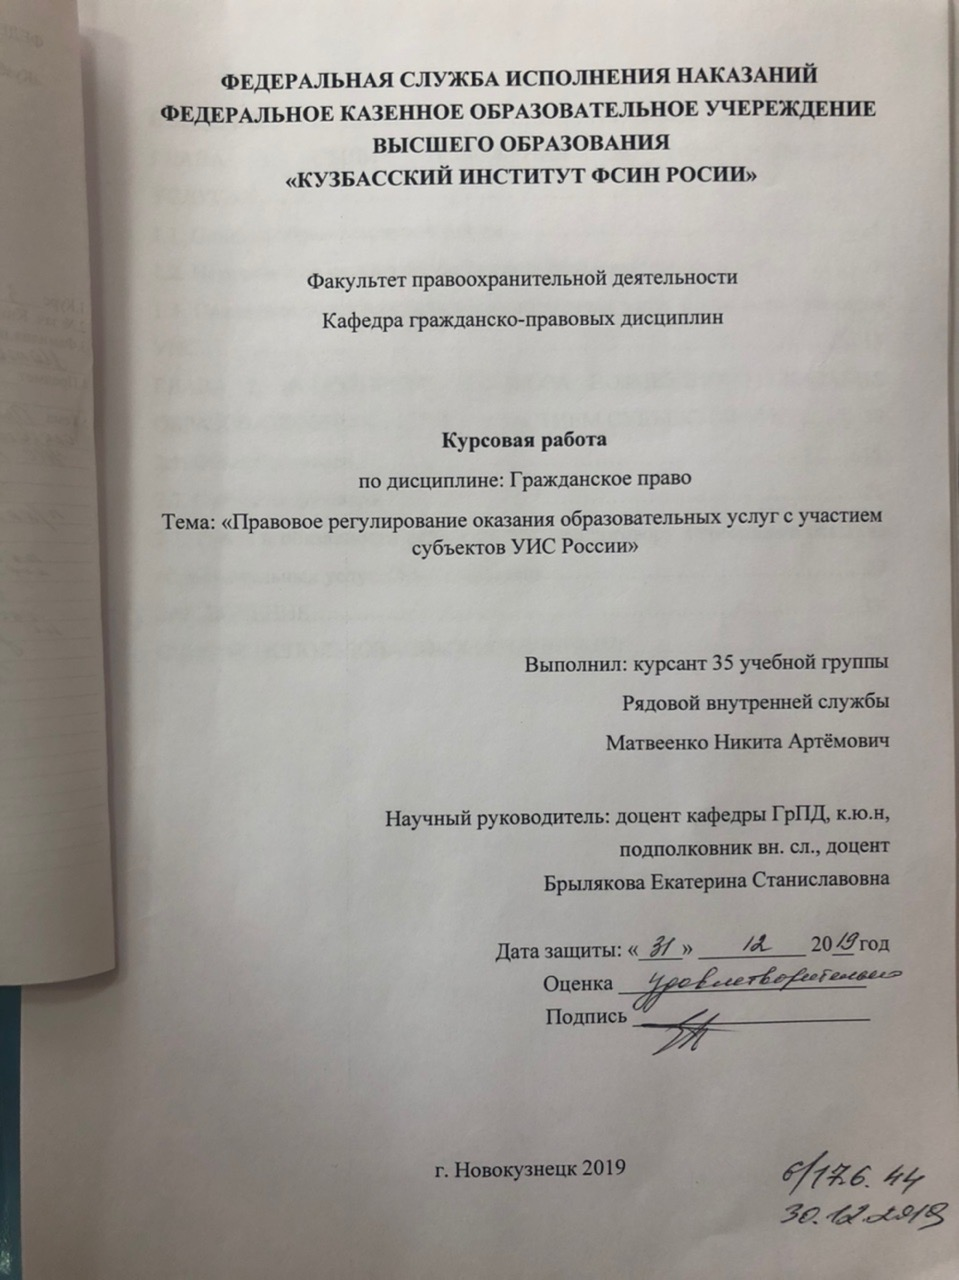 ФЕДЕРАЛЬНАЯ СЛУЖБА ИСПОЛНЕНИЯ НАКАЗАНИЙ
ФЕДЕРАЛЬНОЕ КАЗЕННОЕ ОБРАЗОВАТЕЛЬНОЕ УЧЕРЕЖДЕНИЕ
ВЫСШЕГО ОБРАЗОВАНИЯ
«КУЗБАССКИЙ ИНСТИТУТ ФСИН РОСИИ»
Факультет правоохранительной деятельности
Кафедра гражданско-правовых дисциплин
Курсовая работа
по дисциплине: Гражданское право
Тема: «Правовое регулирование оказания образовательных услуг с участием
субъектов УИС России»
Выполнил: курсант 35 учебной группы
Рядовой внутренней службы
Матвеенко Никита Артёмович
Научный руководитель: доцент кафедры ГрПД, к.ю.н,
подполковник вн. сл., доцент
Брылякова Екатерина Станиславовна
Дата защиты: «31» 12 2019 год
Оценка удовлетворительно
Подпись
г. Новокузнецк 2019
30.12.2019